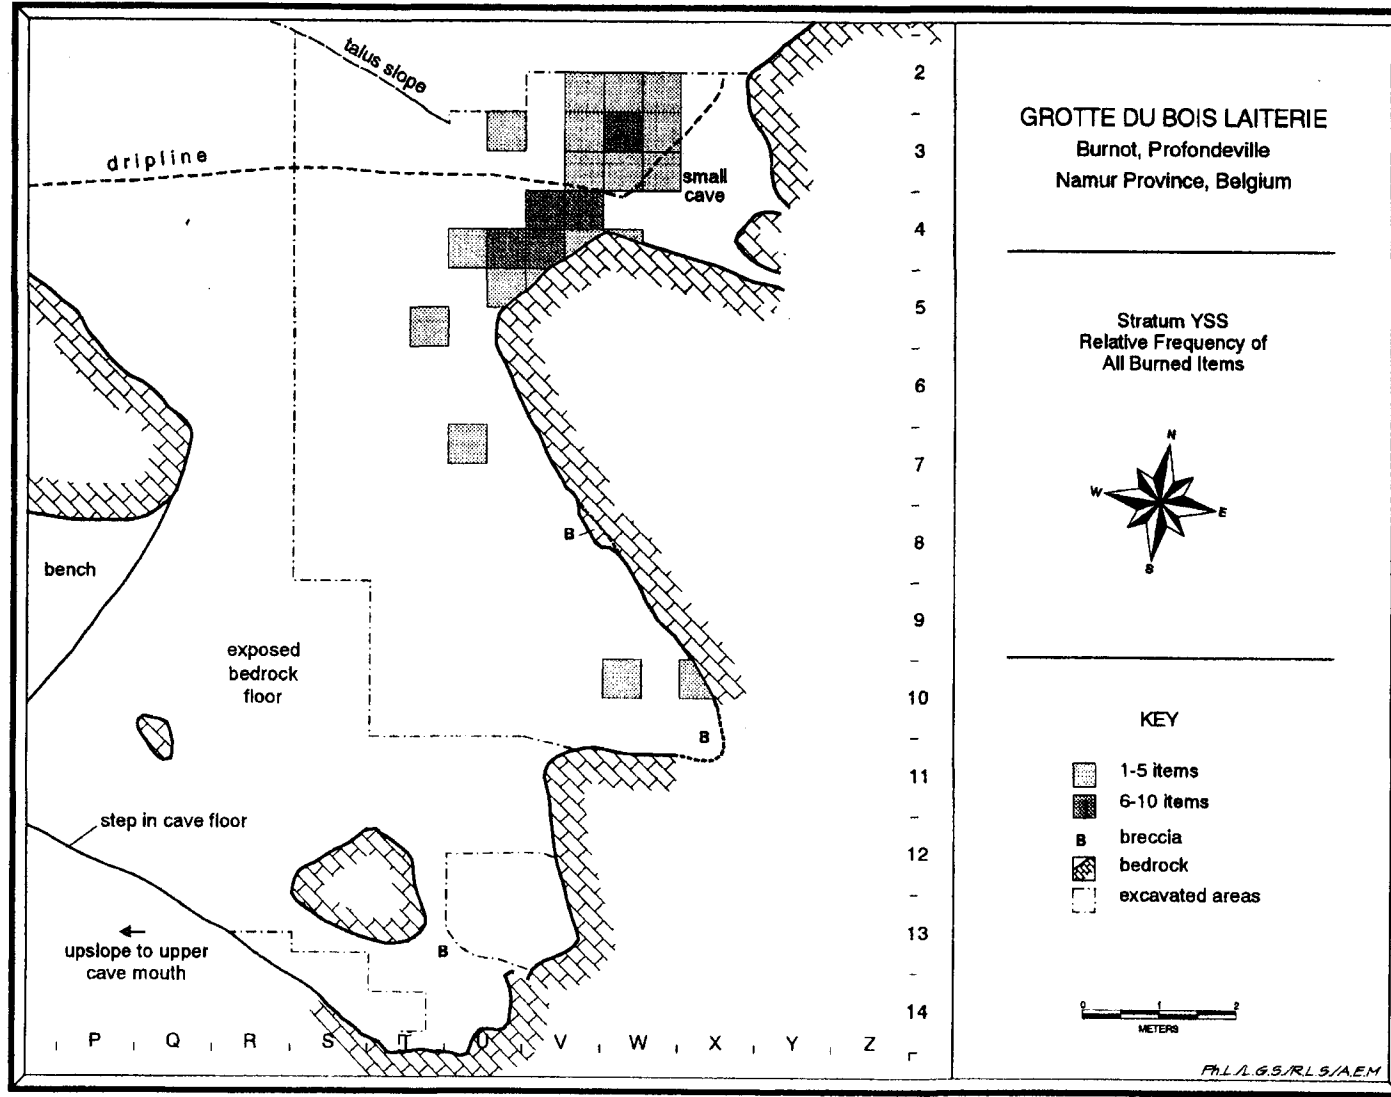 talus slope
dripline
small
cave
B
bench
exposed
bedrock
floor
B
step in cave floor
B
upslope to upper
cave mouth
P Q R S T U V W X Y Z
2
3
4
5
6
7
8
9
10
11
12
13
14
GROTTE DU BOIS LAITERIE
Burnot, Profondeville
Namur Province, Belgium
Stratum YSS
Relative Frequency of
All Burned Items
N
W
E
S
KEY
1-5 items
6-10 items
B breccia
bedrock
excavated areas
0 1 2
METERS
Ph.L./L.G.S./R.L.S./A.E.M